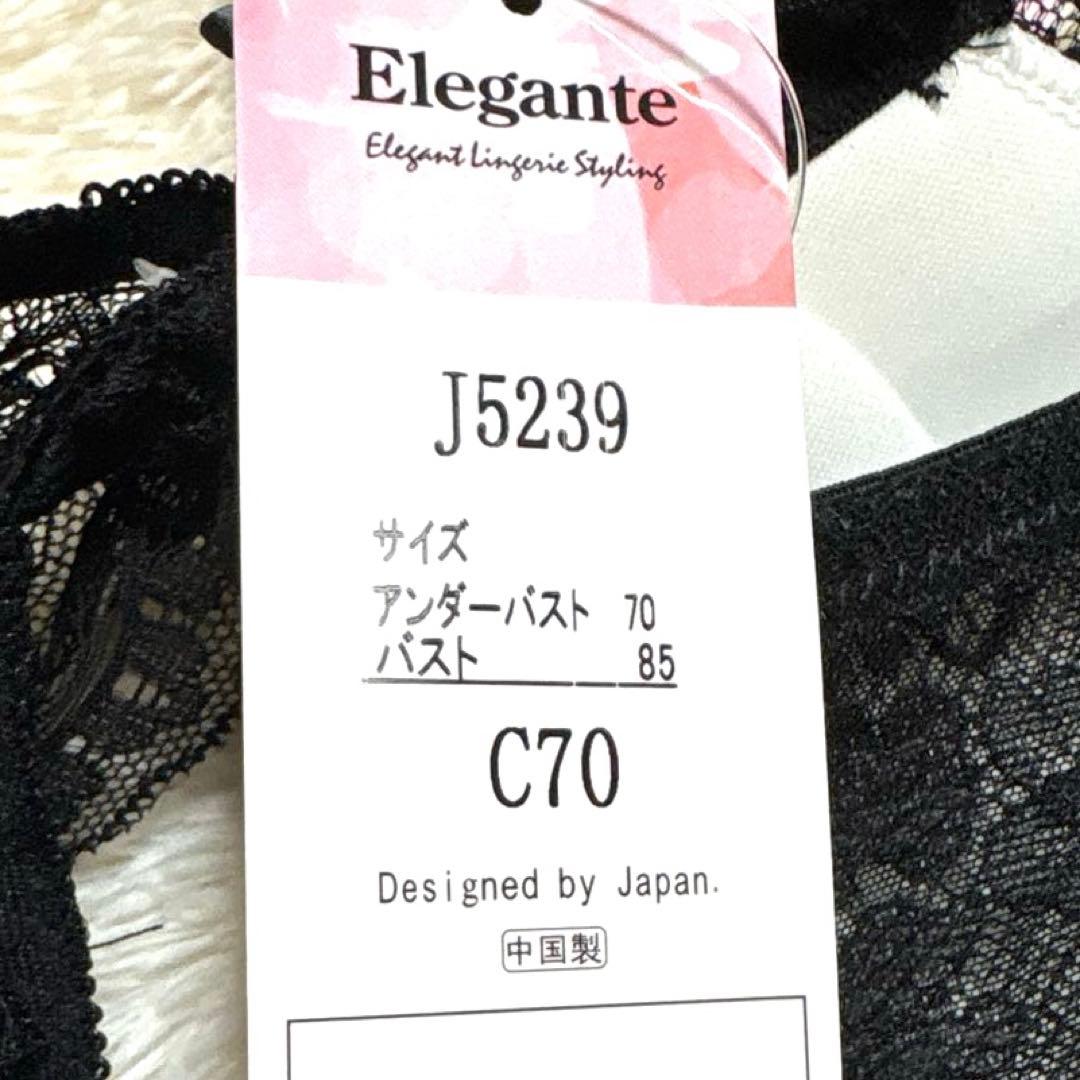 Elegante
Elegant Lingerie Styling
J5239
サイズ
アンダーバスト 70
バスト 85
C70
Designed by Japan.
中国製